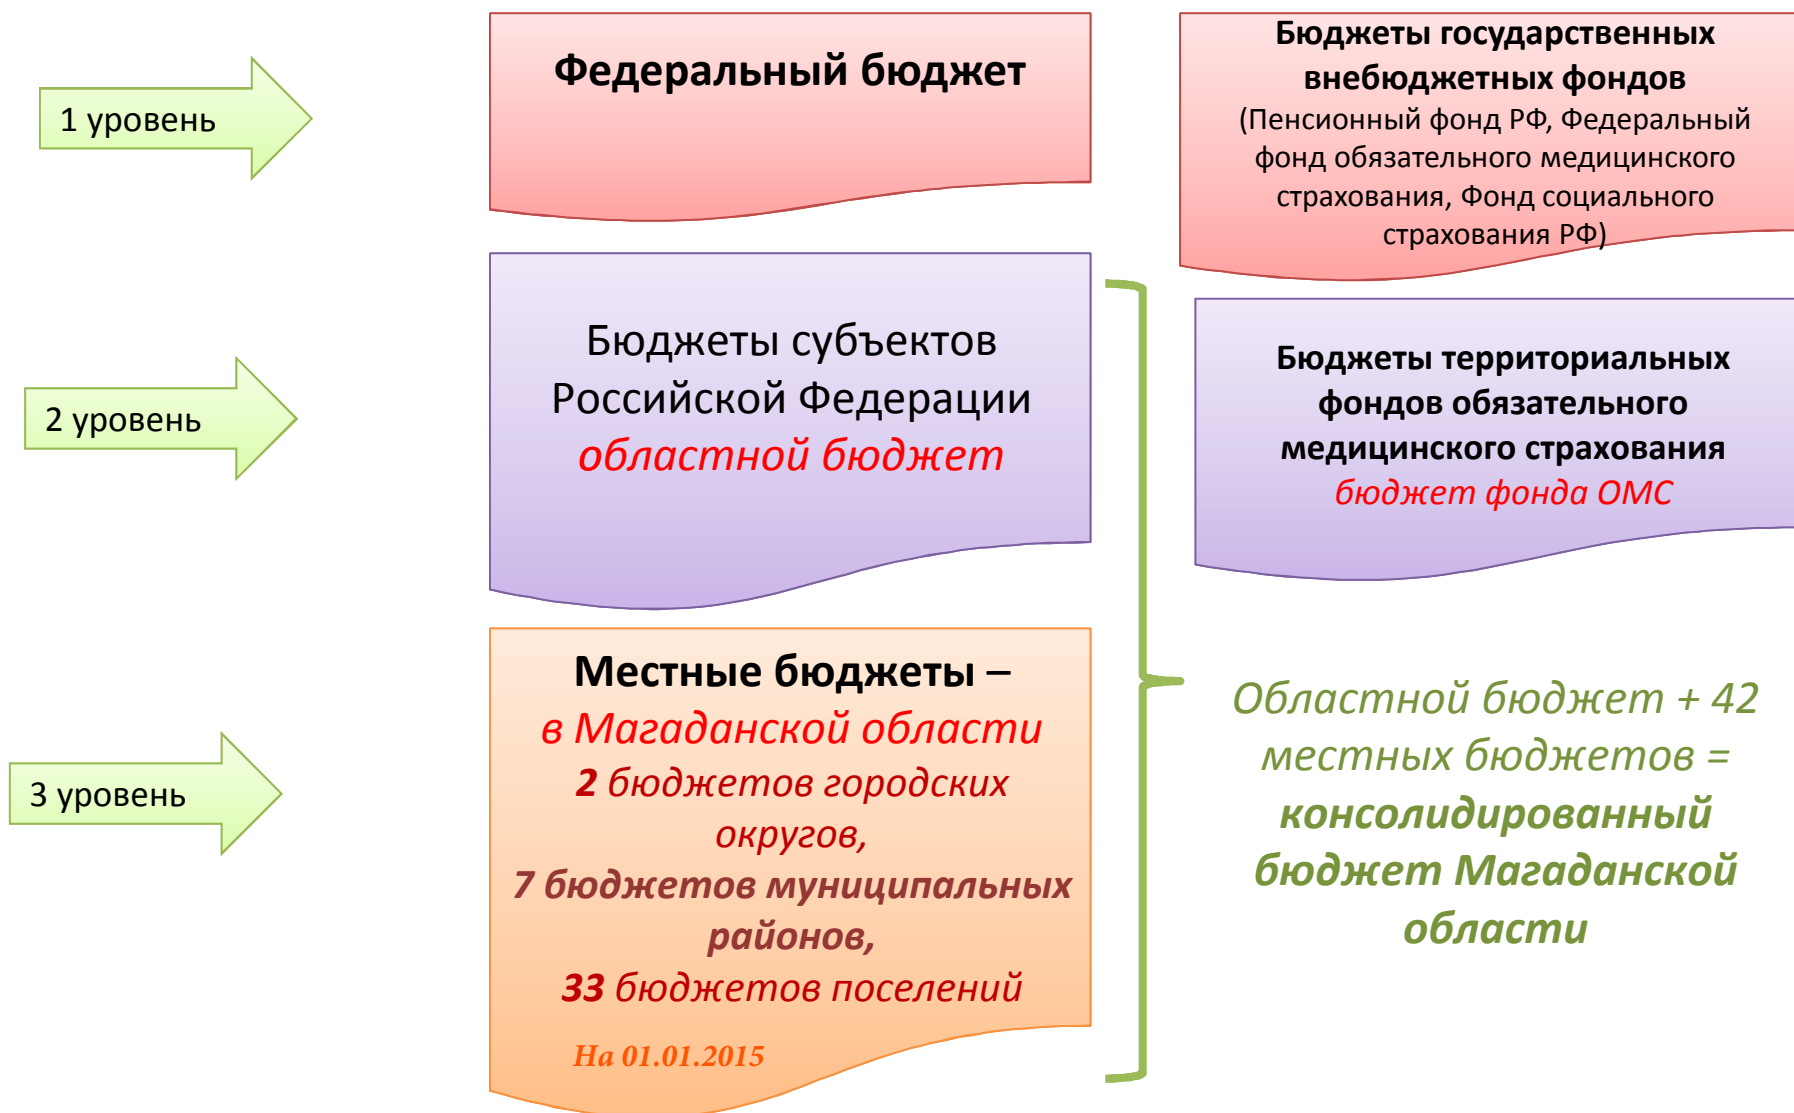 1 уровень
Федеральный бюджет
Бюджеты государственных
внебюджетных фондов
(Пенсионный фонд РФ, Федеральный
фонд обязательного медицинского
страхования, Фонд социального
страхования РФ)
2 уровень
Бюджеты субъектов
Российской Федерации
областной бюджет
Бюджеты территориальных
фондов обязательного
медицинского страхования
бюджет фонда ОМС
3 уровень
Местные бюджеты –
в Магаданской области
2 бюджетов городских
округов,
7 бюджетов муниципальных
районов,
33 бюджетов поселений
На 01.01.2015
Областной бюджет + 42
местных бюджетов =
консолидированный
бюджет Магаданской
области